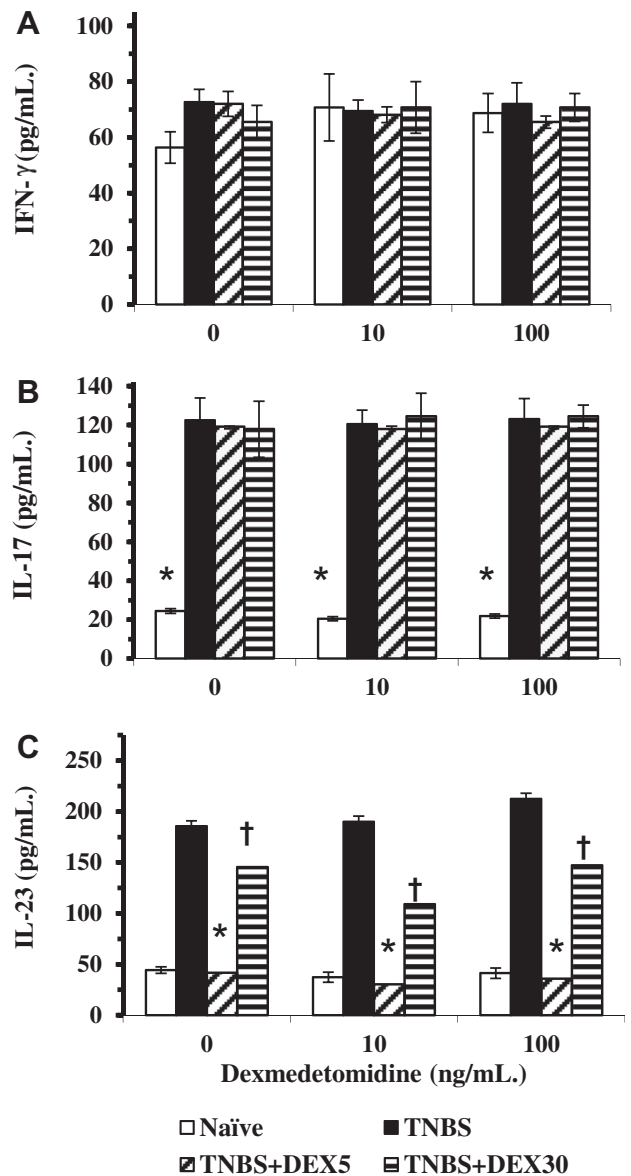 A
IFN-γ (pg/mL.)
100
80
60
40
20
0
0 10 100
B
IL-17 (pg/mL.)
140
120
100
80
60
40
20
0
* * *
0 10 100
C
IL-23 (pg/mL.)
250
200
150
100
50
0
† † †
* * *
0 10 100
Dexmedetomidine (ng/mL.)
Naïve TNBS
TNBS+DEX5 TNBS+DEX30